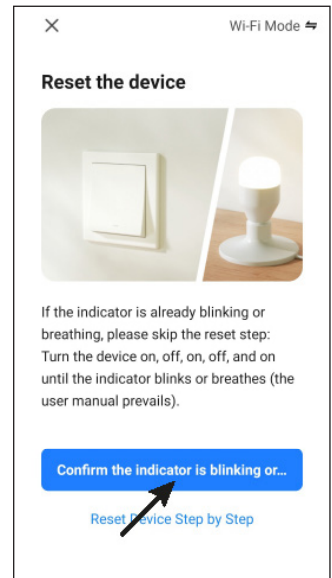 Wi-Fi Mode
Reset the device
If the indicator is already blinking or
breathing, please skip the reset step:
Turn the device on, off, on, off, and on
until the indicator blinks or breathes (the
user manual prevails).
Confirm the indicator is blinking or...
Reset Device Step by Step